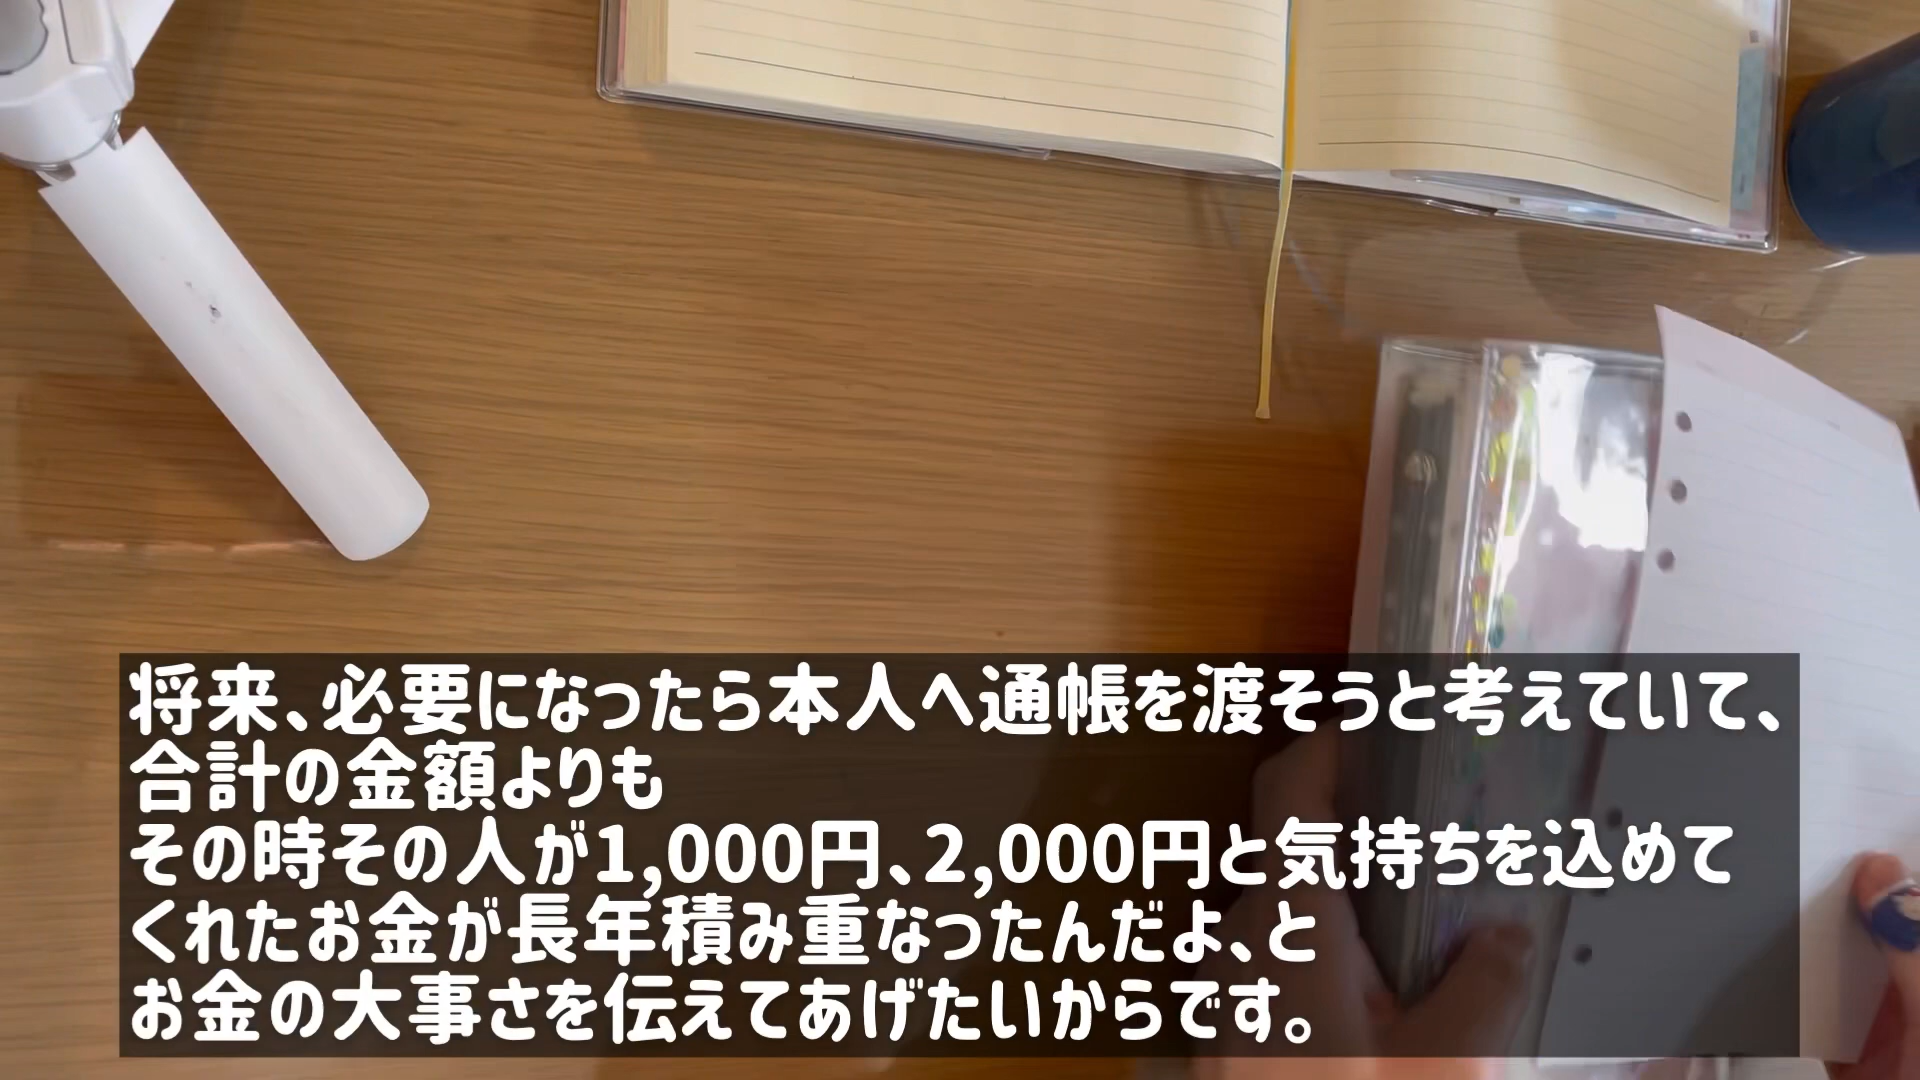 将来、必要になったら本人へ通帳を渡そうと考えていて、
合計の金額よりも
その時その人が1,000円、2,000円と気持ちを込めて
くれたお金が長年積み重なったんだよ、と
お金の大事さを伝えてあげたいからです。